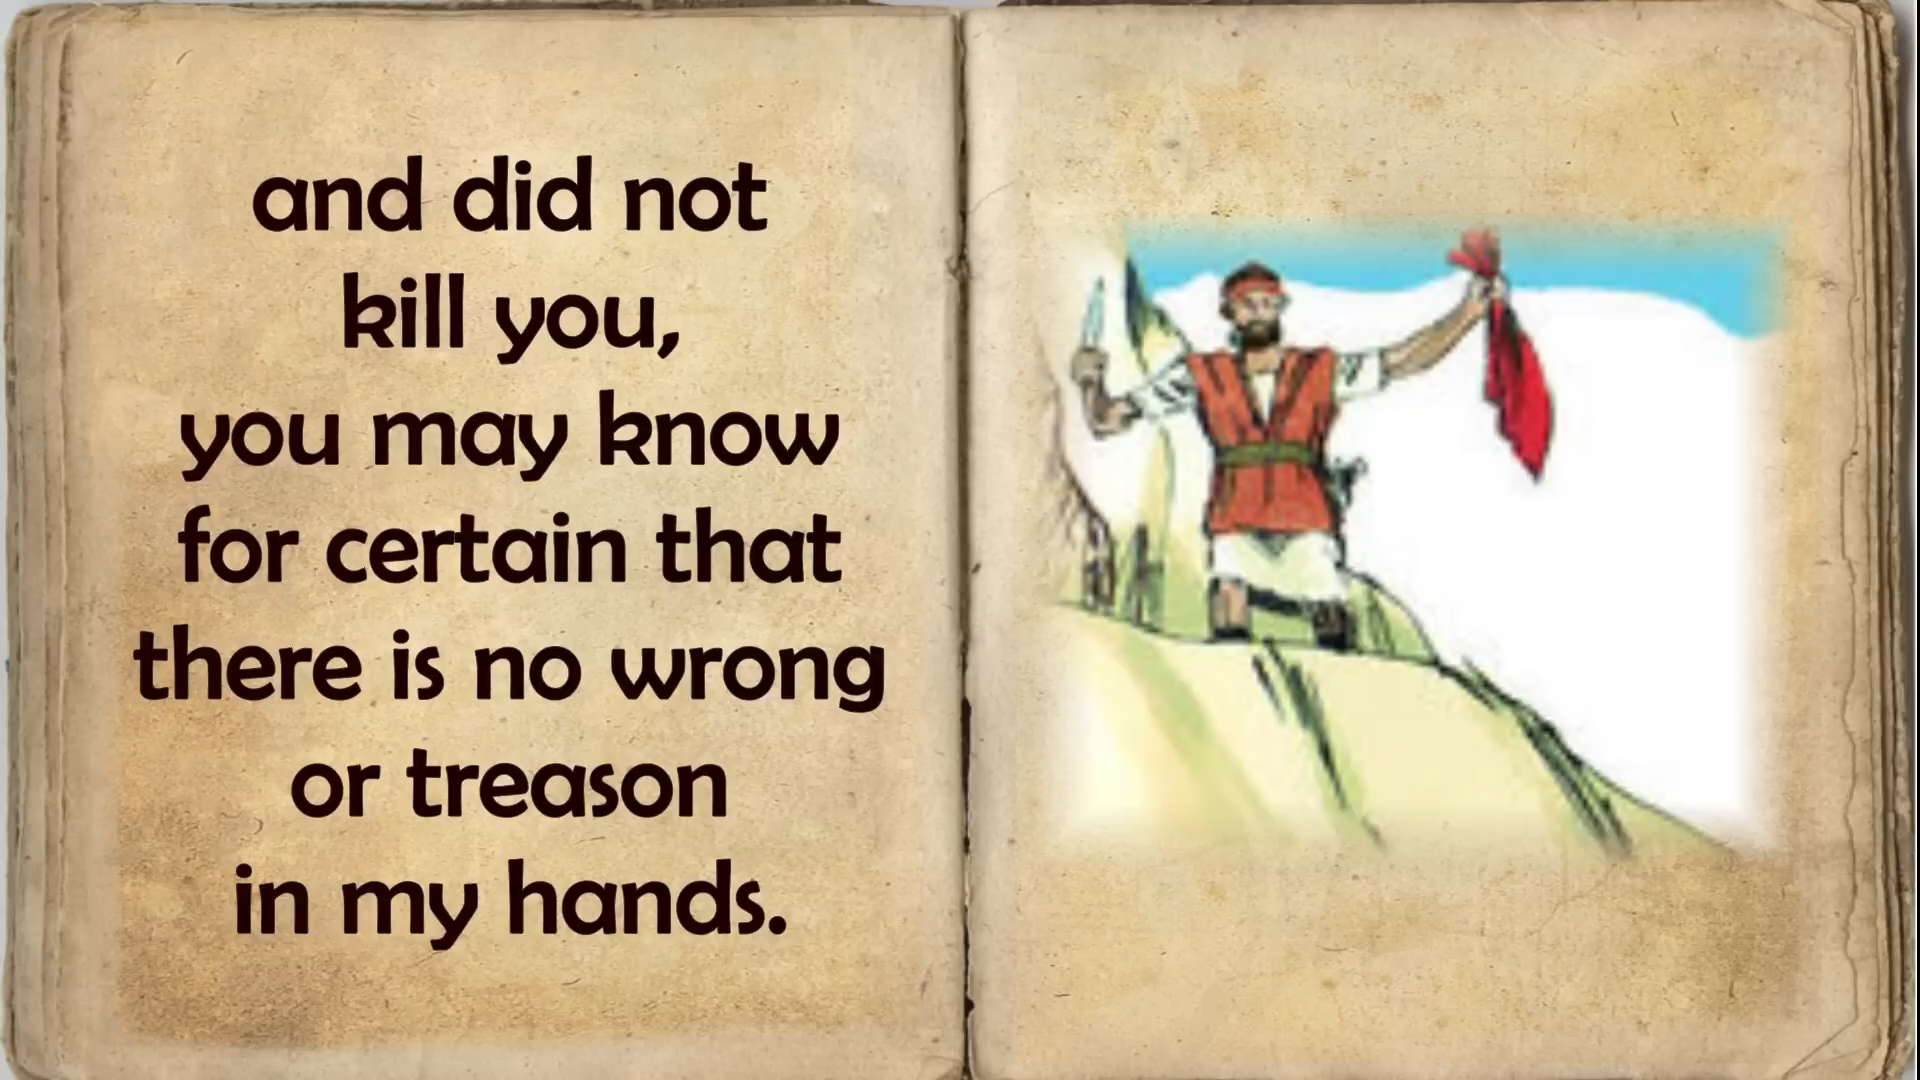 and did not
kill you,
you may know
for certain that
there is no wrong
or treason
in my hands.